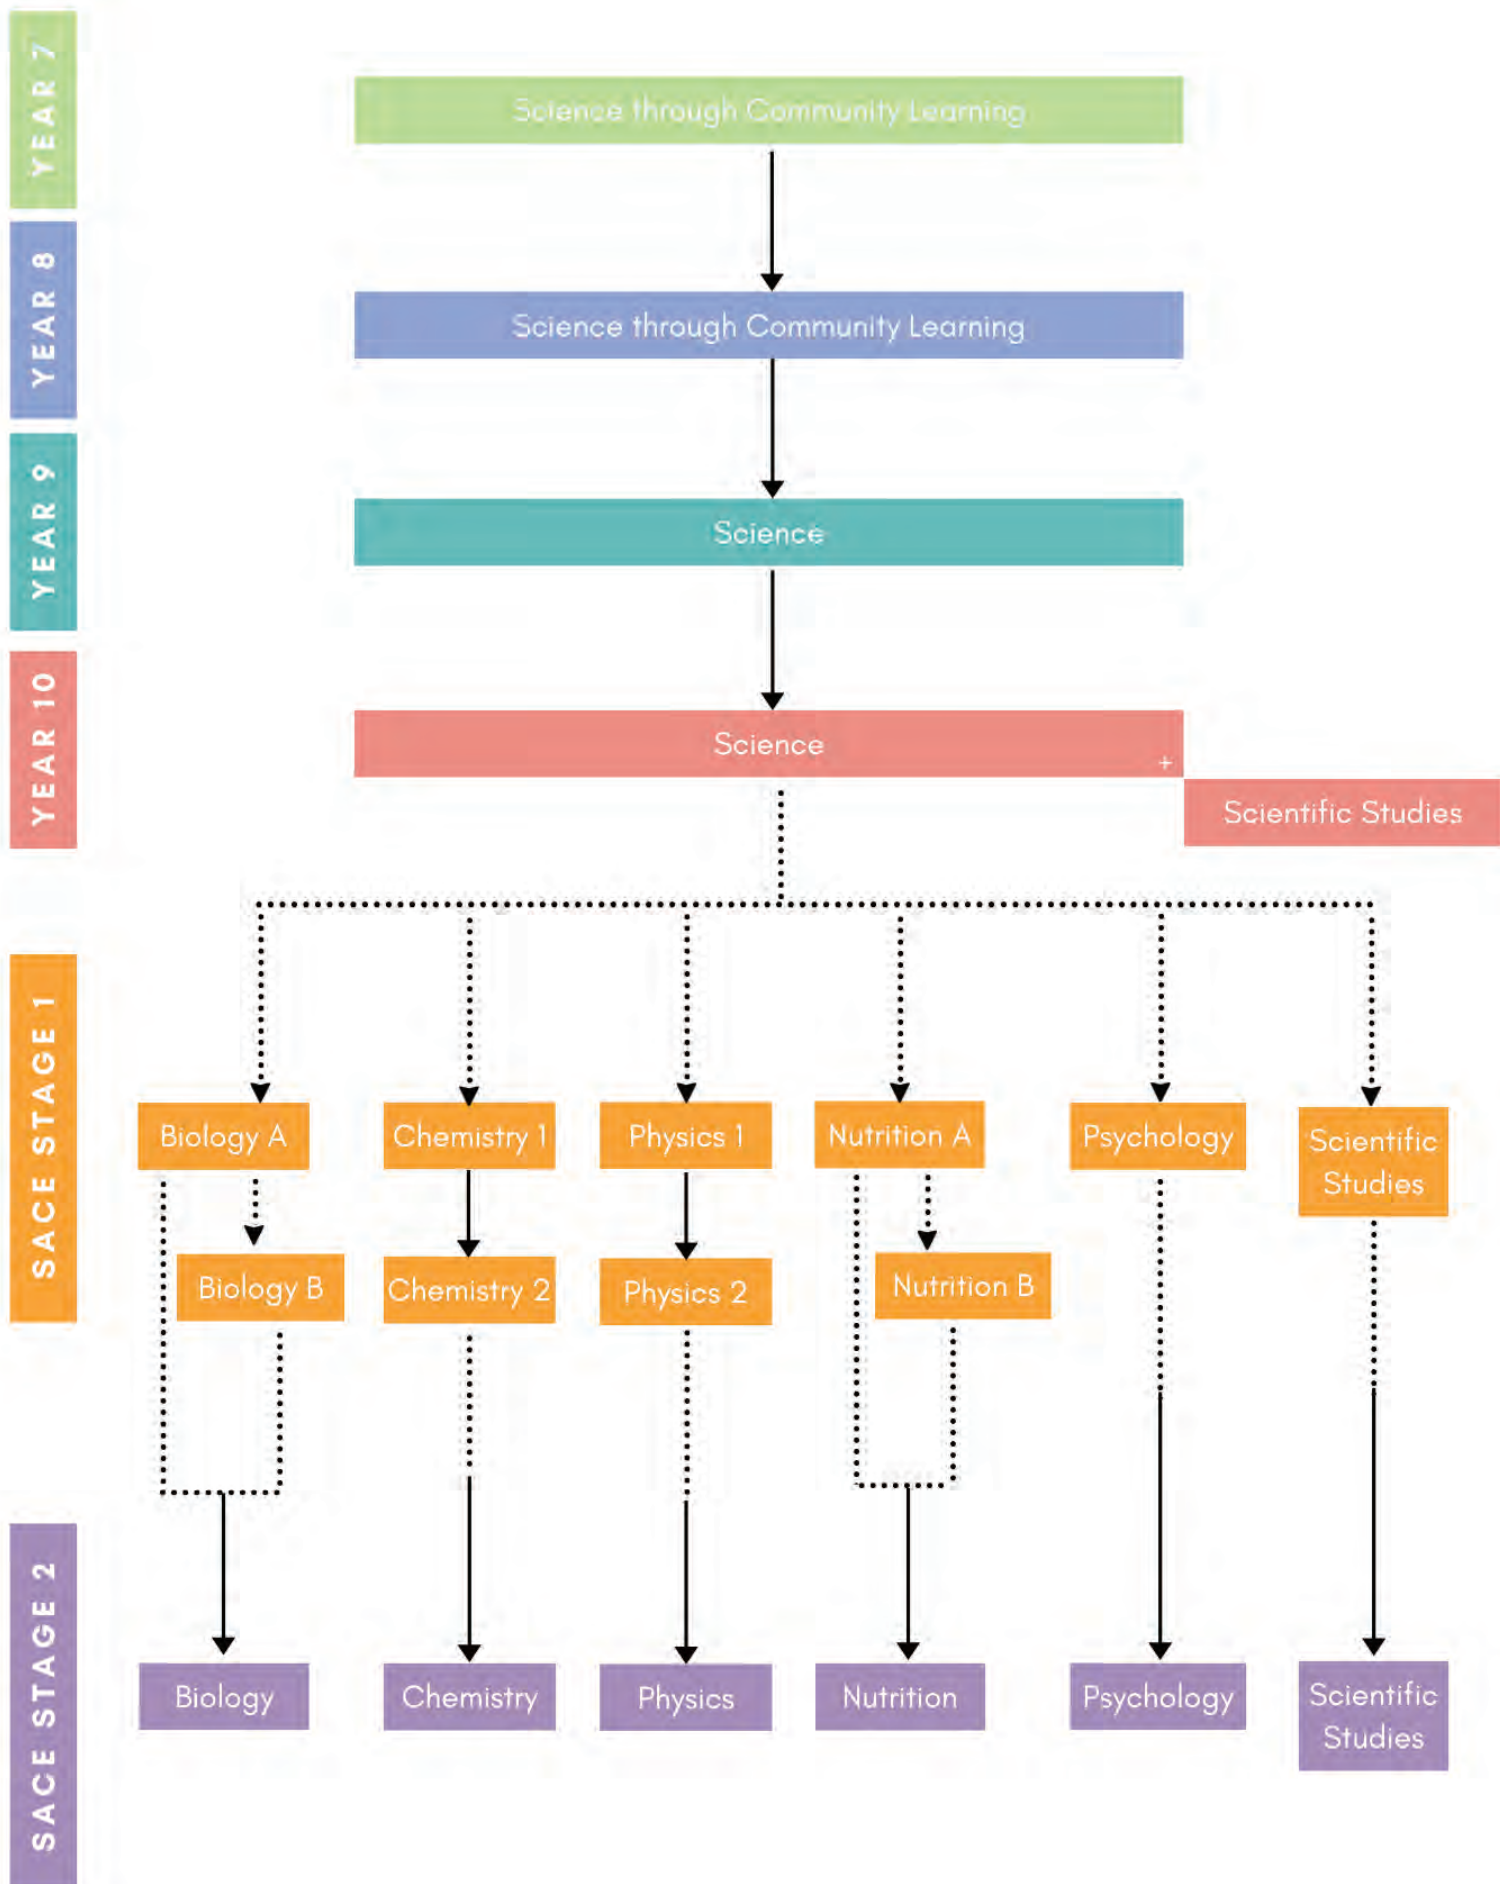 YEAR 7
Science through Community Learning
YEAR 8
Science through Community Learning
YEAR 9
Science
YEAR 10
Science
+
Scientific Studies
SACE STAGE 1
Biology A
Chemistry 1
Physics 1
Nutrition A
Psychology
Scientific
Studies
Biology B
Chemistry 2
Physics 2
Nutrition B
SACE STAGE 2
Biology
Chemistry
Physics
Nutrition
Psychology
Scientific
Studies